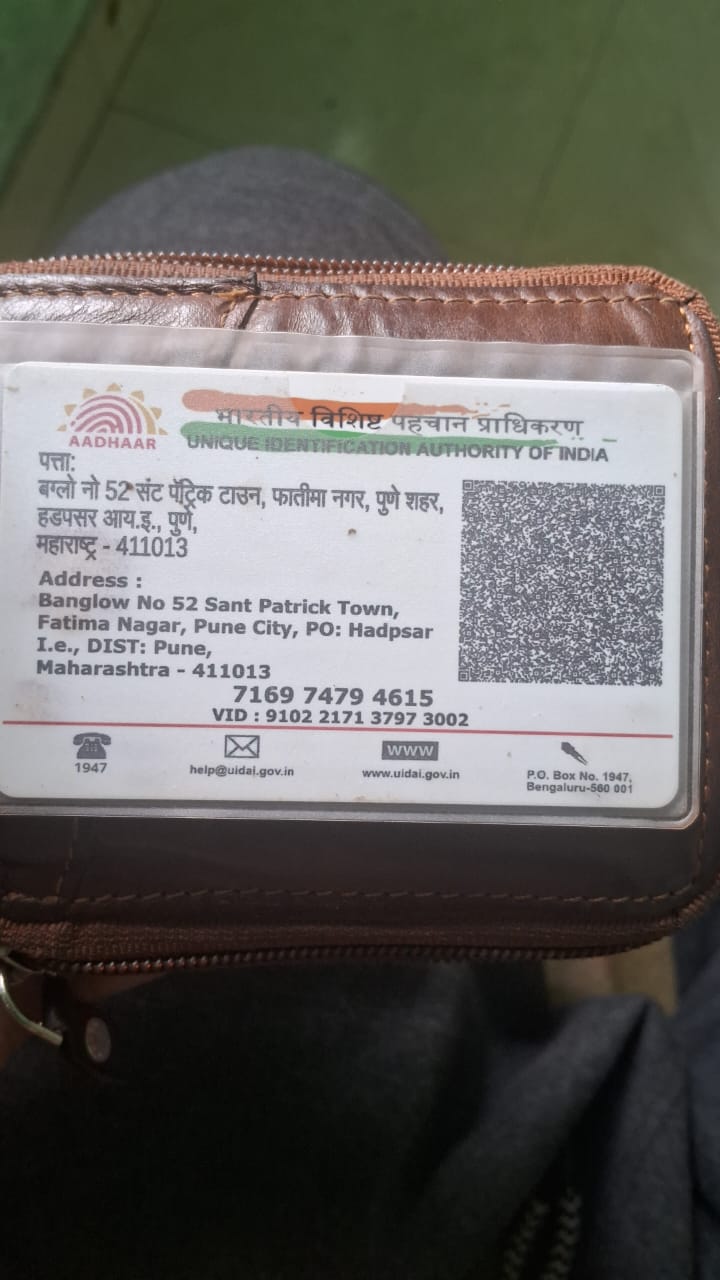 भारतीय विशिष्ट पहचान प्राधिकरण
AADHAAR
UNIQUE IDENTIFICATION AUTHORITY OF INDIA
पत्ता:
बग्लो नो 52 संट पॅट्रिक टाउन, फातीमा नगर, पुणे शहर,
हडपसर आय.इ., पुणे,
महाराष्ट्र - 411013
Address :
Banglow No 52 Sant Patrick Town,
Fatima Nagar, Pune City, PO: Hadpsar
I.e., DIST: Pune,
Maharashtra - 411013
7169 7479 4615
VID : 9102 2171 3797 3002
1947
help@uidai.gov.in
WWW
www.uidai.gov.in
P.O. Box No. 1947,
Bengaluru-560 001